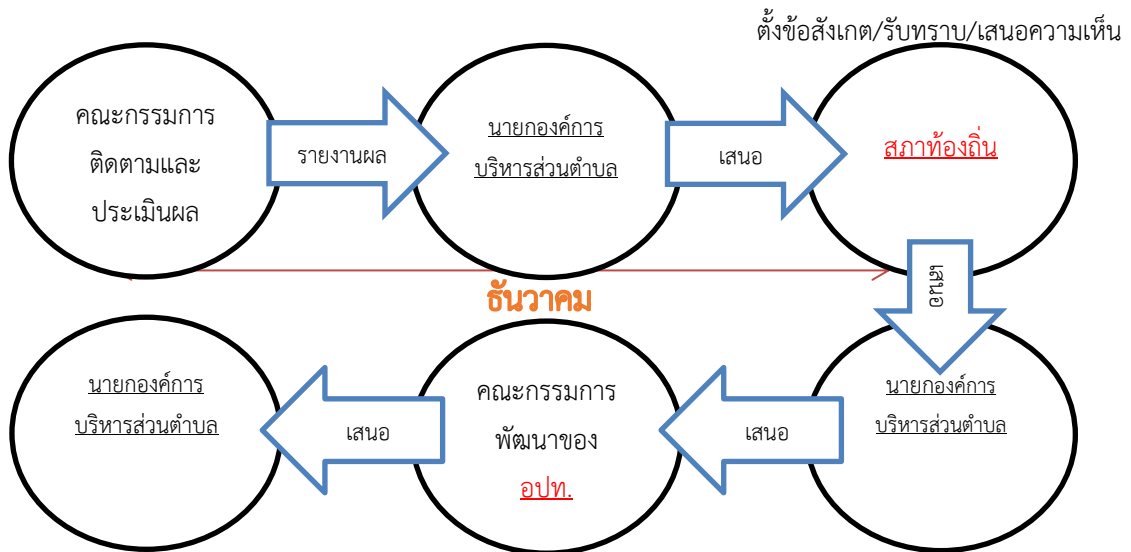 ตั้งข้อสังเกต/รับทราบ/เสนอความเห็น
คณะกรรมการ
ติดตามและ
ประเมินผล
รายงานผล
นายกองค์การ
บริหารส่วนตำบล
เสนอ
สภาท้องถิ่น
เสนอ
ธันวาคม
นายกองค์การ
บริหารส่วนตำบล
เสนอ
คณะกรรมการ
พัฒนาของ
อปท.
เสนอ
นายกองค์การ
บริหารส่วนตำบล